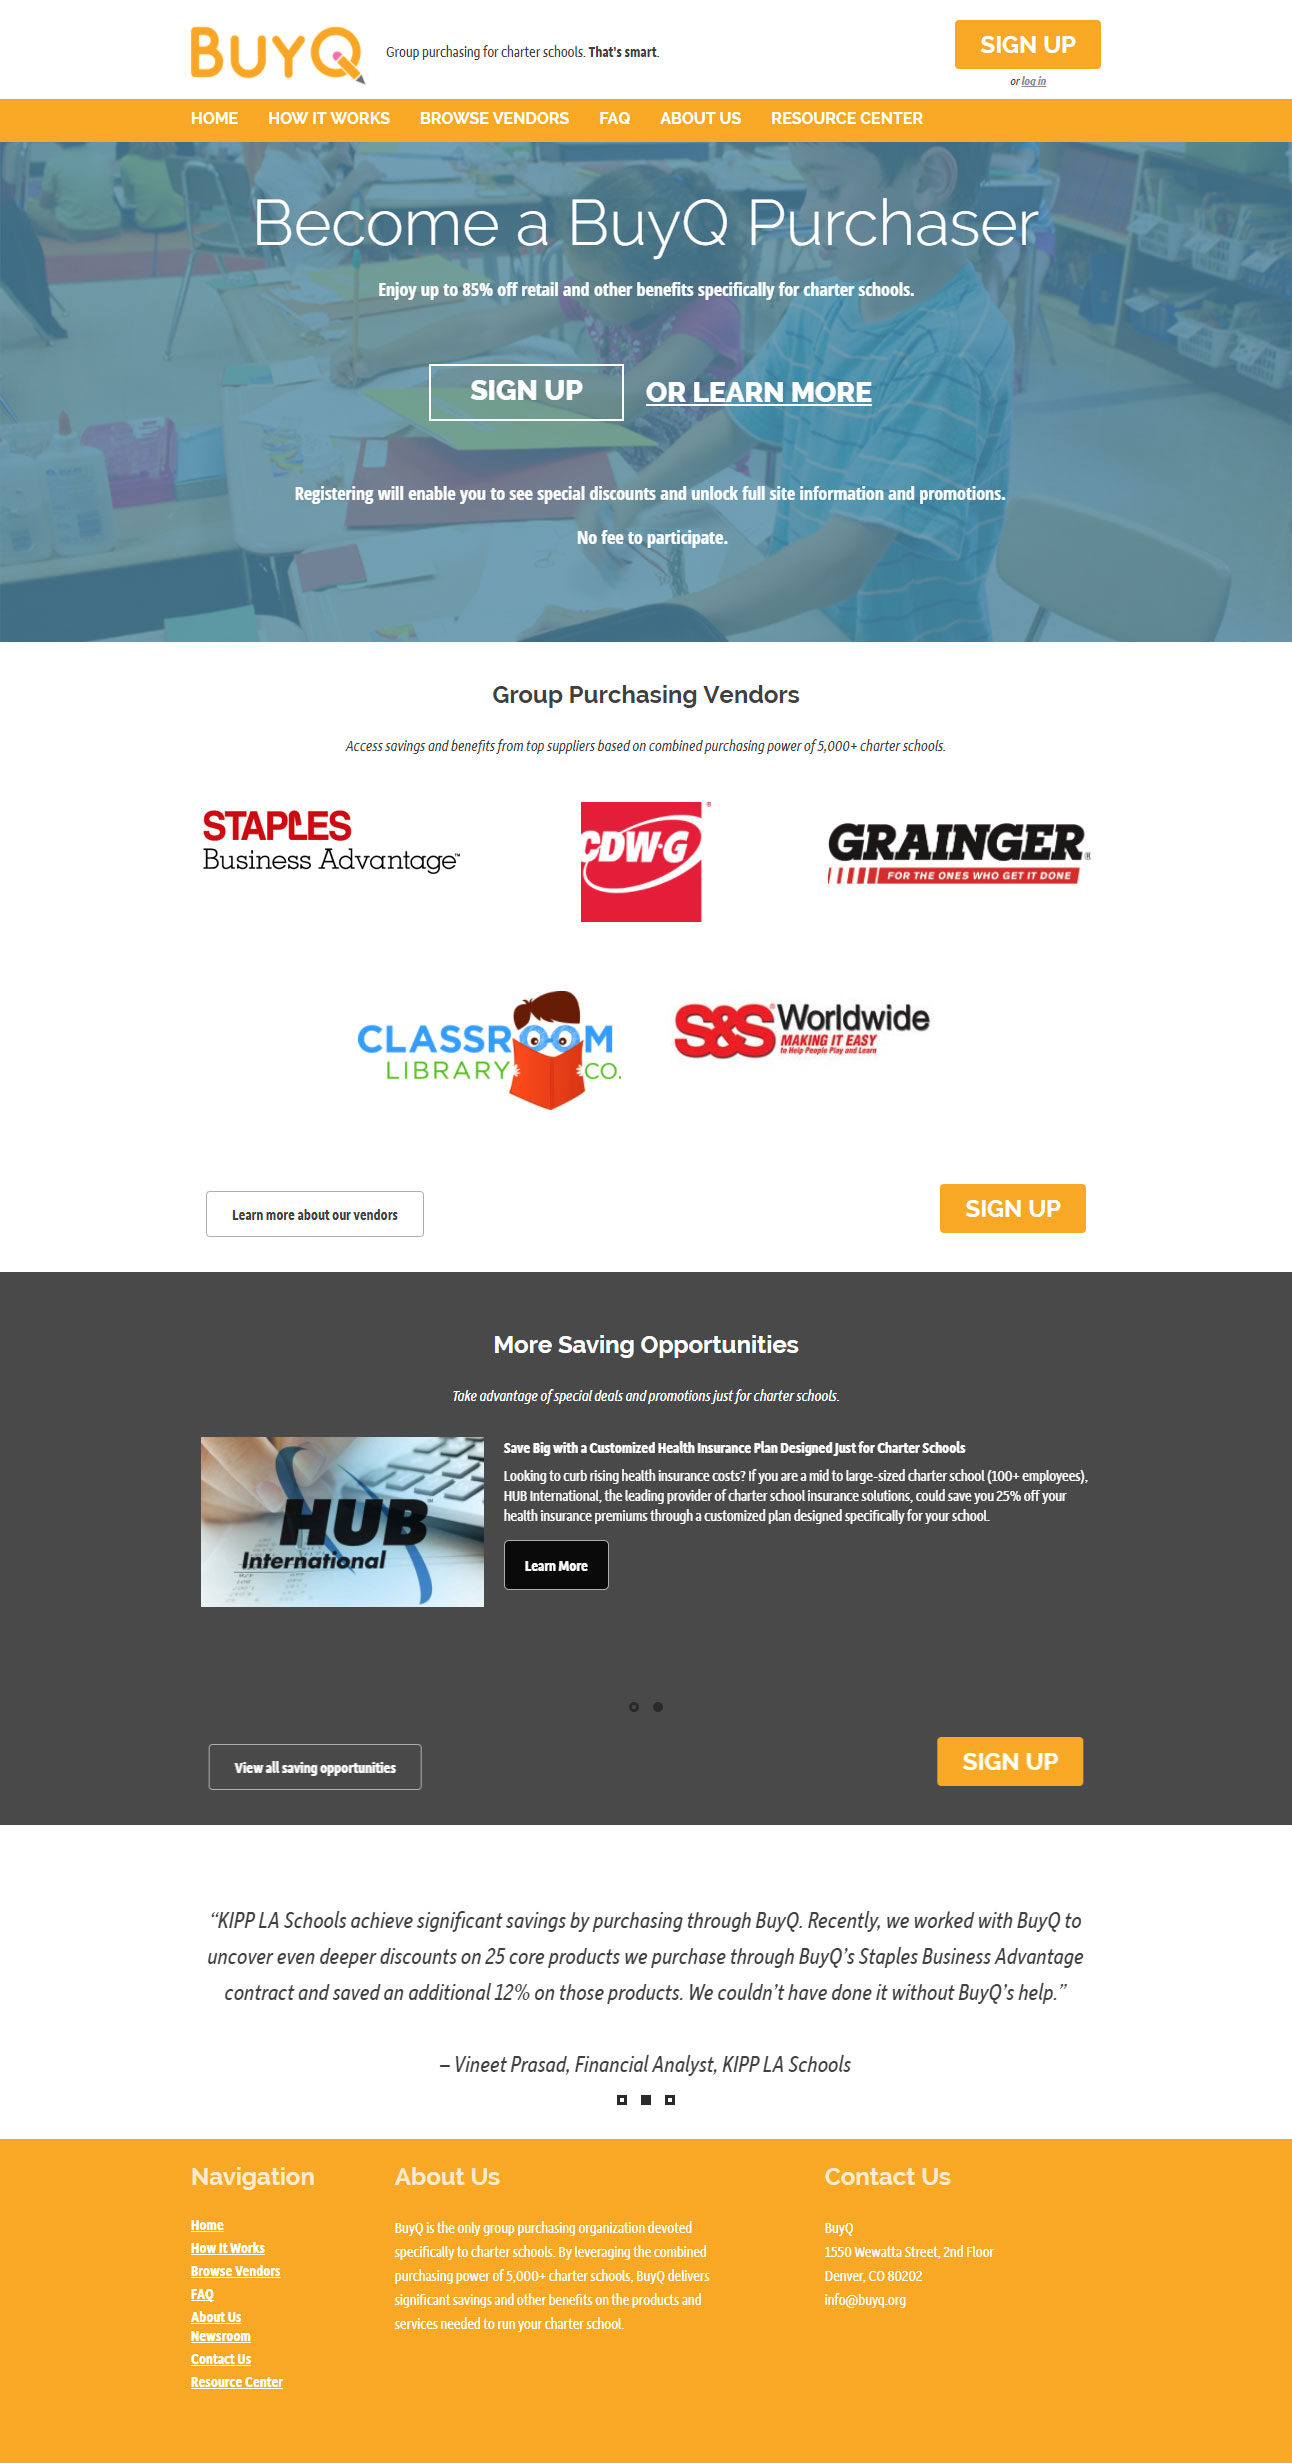 BUYQ
Group purchasing for charter schools. That's smart.
SIGN UP
or log in
HOME HOW IT WORKS BROWSE VENDORS FAQ ABOUT US RESOURCE CENTER
Become a BuyQ Purchaser
Enjoy up to 85% off retail and other benefits specifically for charter schools.
SIGN UP OR LEARN MORE
Registering will enable you to see special discounts and unlock full site information and promotions.
No fee to participate.
Group Purchasing Vendors
Access savings and benefits from top suppliers based on combined purchasing power of 5,000+ charter schools.
STAPLES
Business Advantage™
CDW·G®
GRAINGER®
FOR THE ONES WHO GET IT DONE
CLASSROOM
LIBRARY CO.
S&S® Worldwide
MAKING IT EASY
to Help People Play and Learn
Learn more about our vendors
SIGN UP
More Saving Opportunities
Take advantage of special deals and promotions just for charter schools.
HUB
International
Save Big with a Customized Health Insurance Plan Designed Just for Charter Schools
Looking to curb rising health insurance costs? If you are a mid to large-sized charter school (100+ employees),
HUB International, the leading provider of charter school insurance solutions, could save you 25% off your
health insurance premiums through a customized plan designed specifically for your school.
Learn More
View all saving opportunities
SIGN UP
“KIPP LA Schools achieve significant savings by purchasing through BuyQ. Recently, we worked with BuyQ to
uncover even deeper discounts on 25 core products we purchase through BuyQ’s Staples Business Advantage
contract and saved an additional 12% on those products. We couldn’t have done it without BuyQ’s help.”
– Vineet Prasad, Financial Analyst, KIPP LA Schools
Navigation
Home
How It Works
Browse Vendors
FAQ
About Us
Newsroom
Contact Us
Resource Center
About Us
BuyQ is the only group purchasing organization devoted
specifically to charter schools. By leveraging the combined
purchasing power of 5,000+ charter schools, BuyQ delivers
significant savings and other benefits on the products and
services needed to run your charter school.
Contact Us
BuyQ
1550 Wewatta Street, 2nd Floor
Denver, CO 80202
info@buyq.org